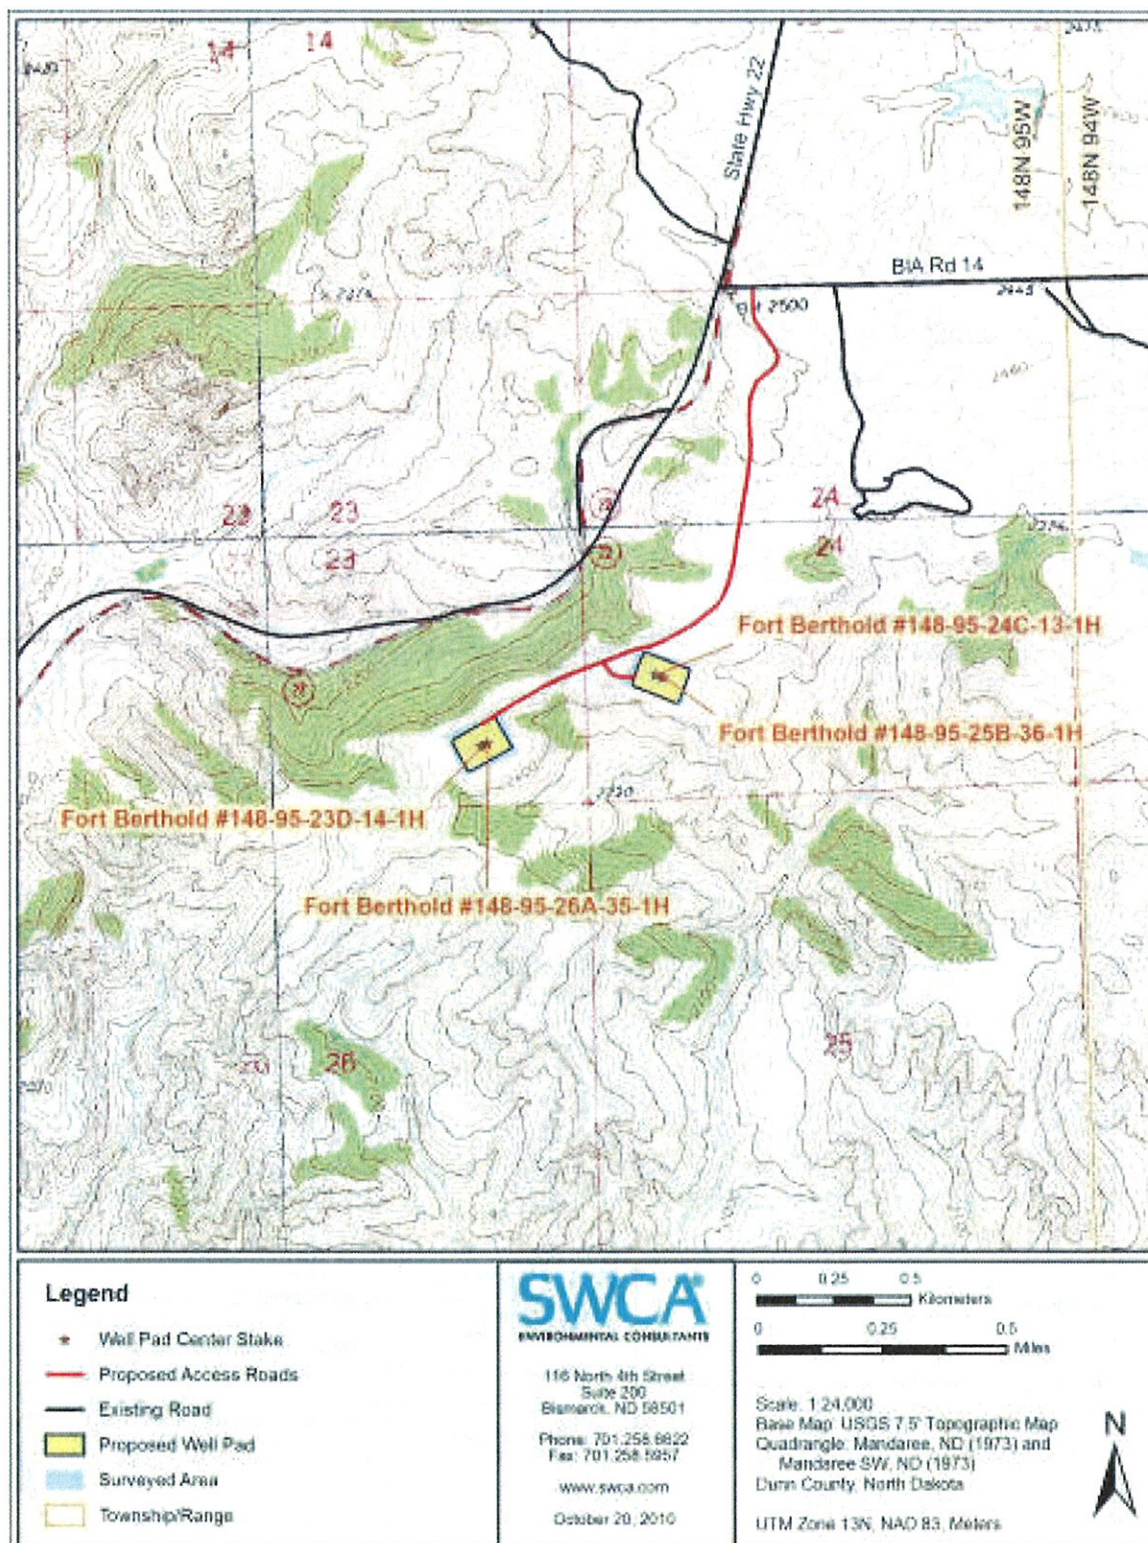 14
14
State Hwy 22
148N 95W
148N 94W
BIA Rd 14
2500
2460
22
23
24
23
24
Fort Berthold #148-95-24C-13-1H
Fort Berthold #148-95-25B-36-1H
Fort Berthold #148-95-23D-14-1H
Fort Berthold #148-95-26A-35-1H
26
25
Legend
Well Pad Center Stake
Proposed Access Roads
Existing Road
Proposed Well Pad
Surveyed Area
Township/Range
SWCA
ENVIRONMENTAL CONSULTANTS
116 North 4th Street
Suite 200
Bismarck, ND 58501
Phone: 701.258.6622
Fax: 701.258.5957
www.swca.com
October 20, 2010
0 0.25 0.5
Kilometers
0 0.25 0.5
Miles
Scale: 1:24,000
Base Map: USGS 7.5' Topographic Map
Quadrangle: Mandaree, ND (1973) and
Mandaree SW, ND (1973)
Dunn County, North Dakota
UTM Zone 13N, NAD 83, Meters
N